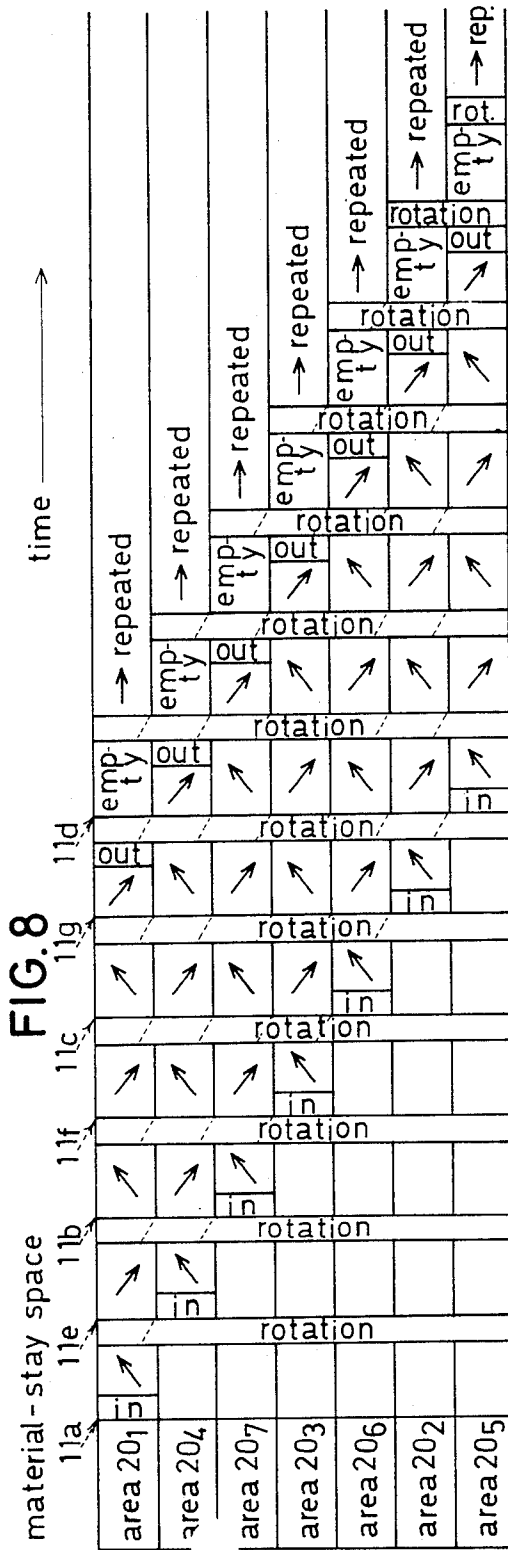 FIG.8
time →
material-stay space
11a 11e 11b 11f 11c 11g 11d
area 20₁ in out emp-ty → repeated
area 20₄ in out emp-ty → repeated
area 20₇ in out emp-ty → repeated
area 20₃ in out emp-ty → repeated
area 20₆ in out emp-ty → repeated
area 20₂ in out emp-ty → repeated
area 20₅ in out emp-ty rot. → rep.
rotation
rotation
rotation
rotation
rotation
rotation
rotation
rotation
rotation
rotation
rotation
rotation